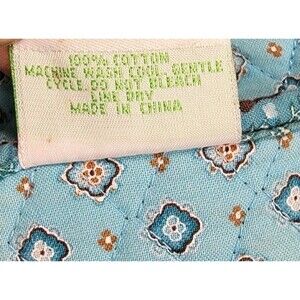 100% COTTON
MACHINE WASH COOL, GENTLE
CYCLE. DO NOT BLEACH
LINE DRY
MADE IN CHINA